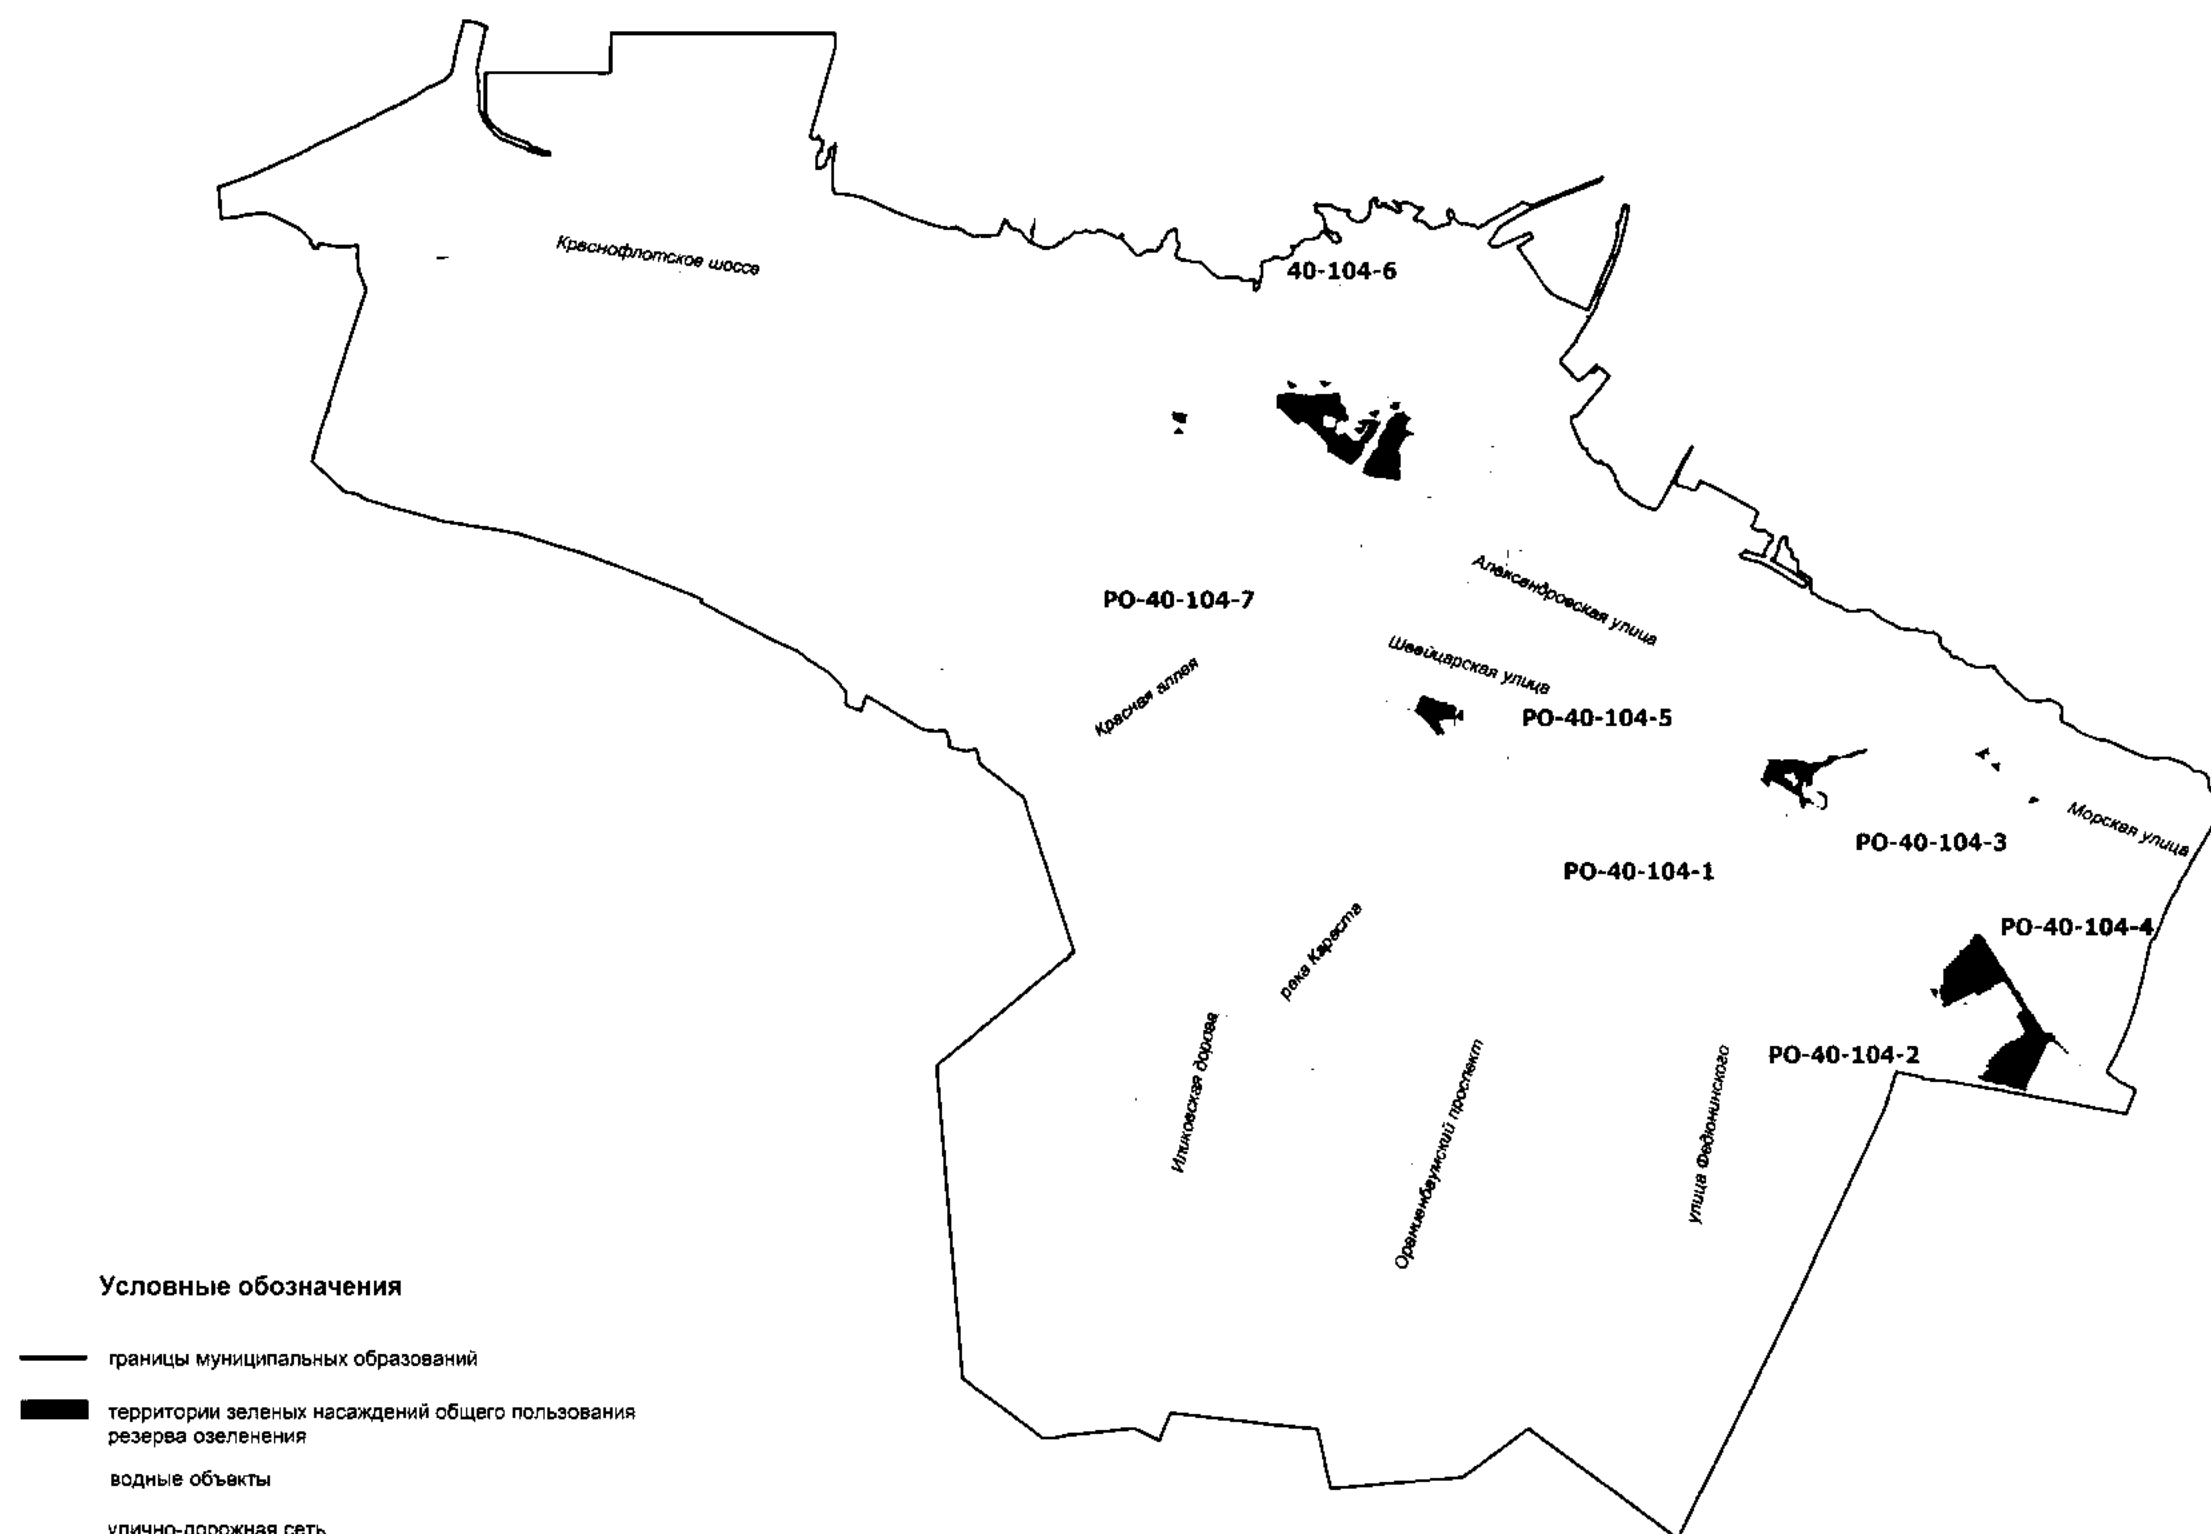 40-104-6
Краснофлотское шоссе
РО-40-104-7
Александровская улица
Швейцарская улица
Красная аллея
РО-40-104-5
РО-40-104-3
Морская улица
РО-40-104-1
РО-40-104-4
река Кароста
РО-40-104-2
Иликовская дорога
Ораниенбаумский проспект
улица Федюнинского
Условные обозначения
границы муниципальных образований
территории зеленых насаждений общего пользования
резерва озеленения
водные объекты
улично-дорожная сеть